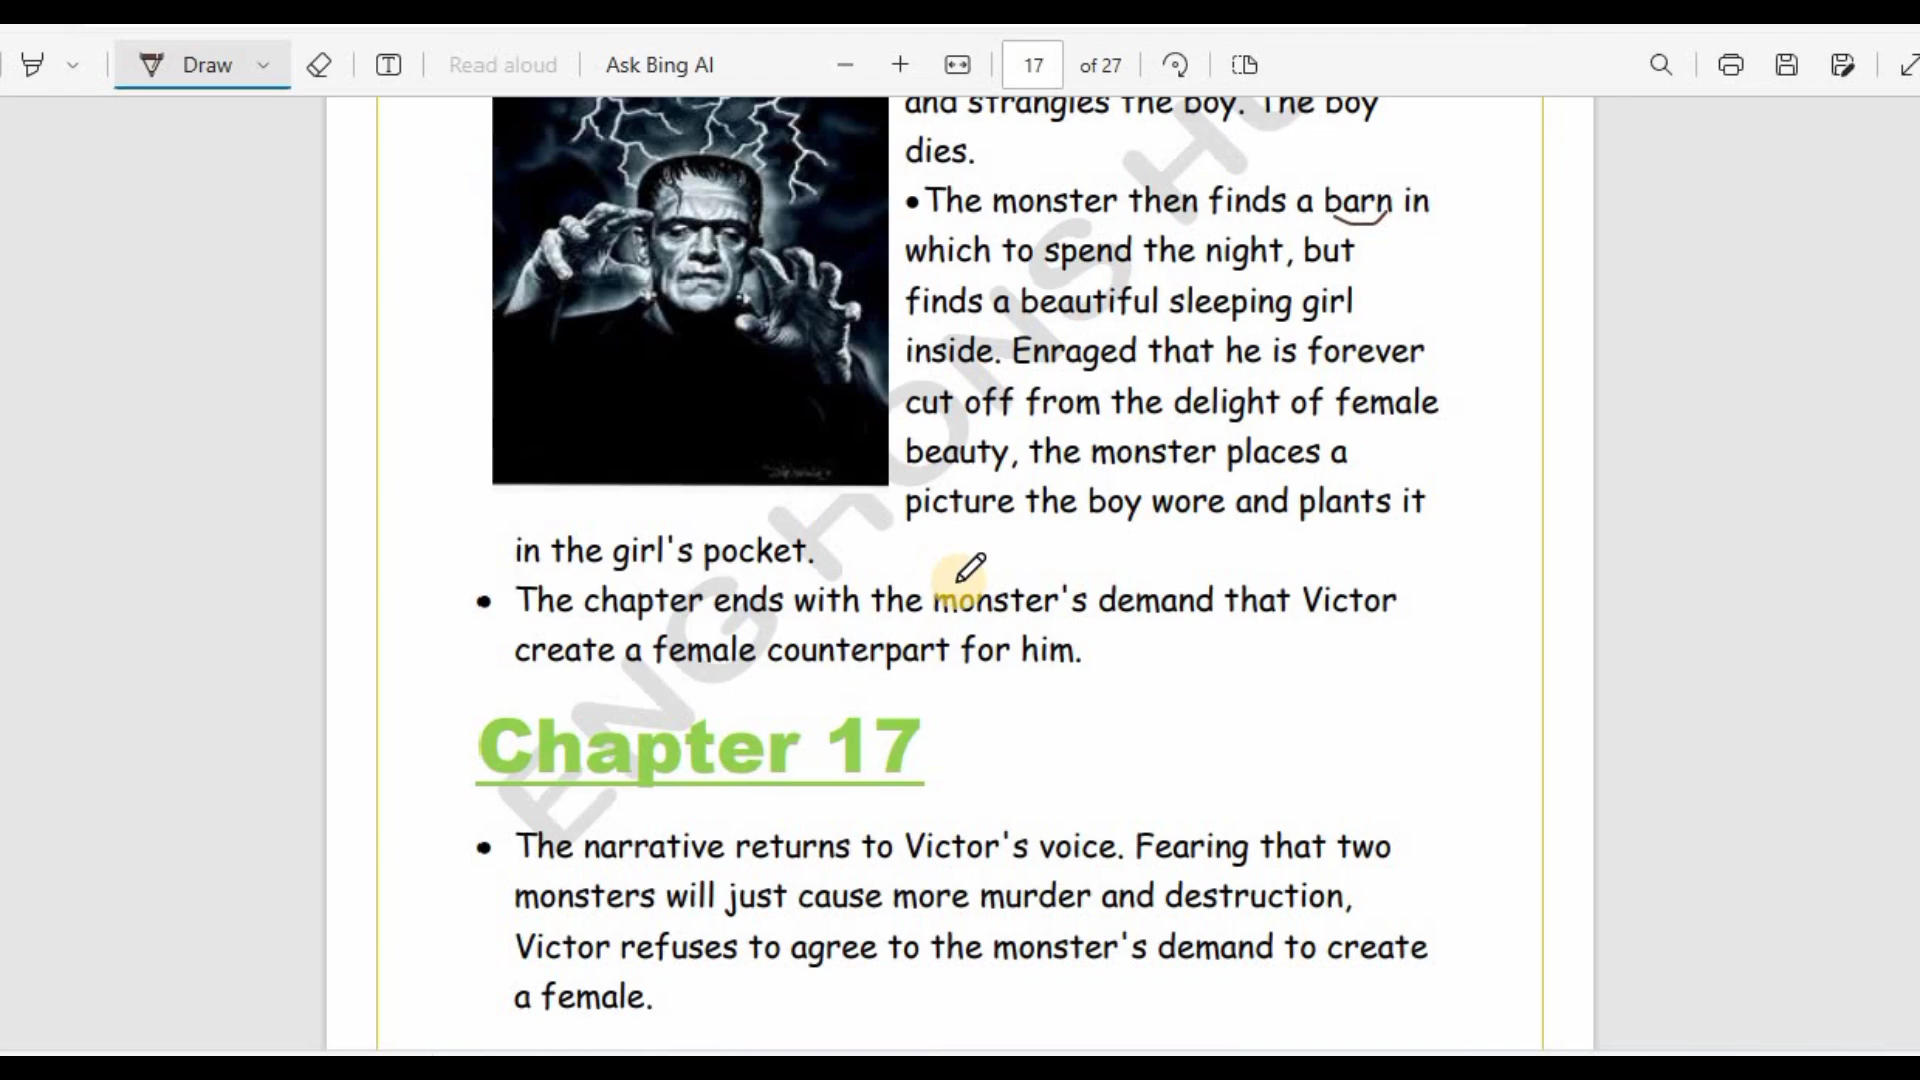 Draw
Read aloud
Ask Bing AI
17
of 27
and strangles the boy. The boy
dies.
•The monster then finds a barn in
which to spend the night, but
finds a beautiful sleeping girl
inside. Enraged that he is forever
cut off from the delight of female
beauty, the monster places a
picture the boy wore and plants it
in the girl's pocket.
• The chapter ends with the monster's demand that Victor
create a female counterpart for him.
Chapter 17
• The narrative returns to Victor's voice. Fearing that two
monsters will just cause more murder and destruction,
Victor refuses to agree to the monster's demand to create
a female.
ENG HONS